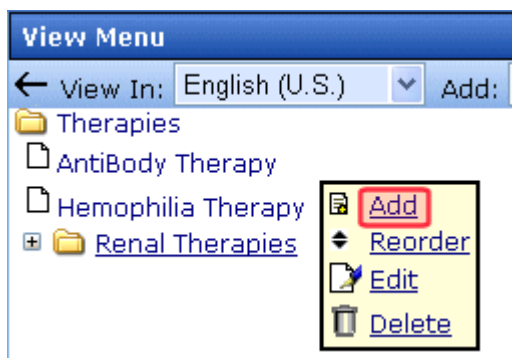 View Menu
View In: English (U.S.) Add:
Therapies
AntiBody Therapy
Hemophilia Therapy
Renal Therapies
Add
Reorder
Edit
Delete